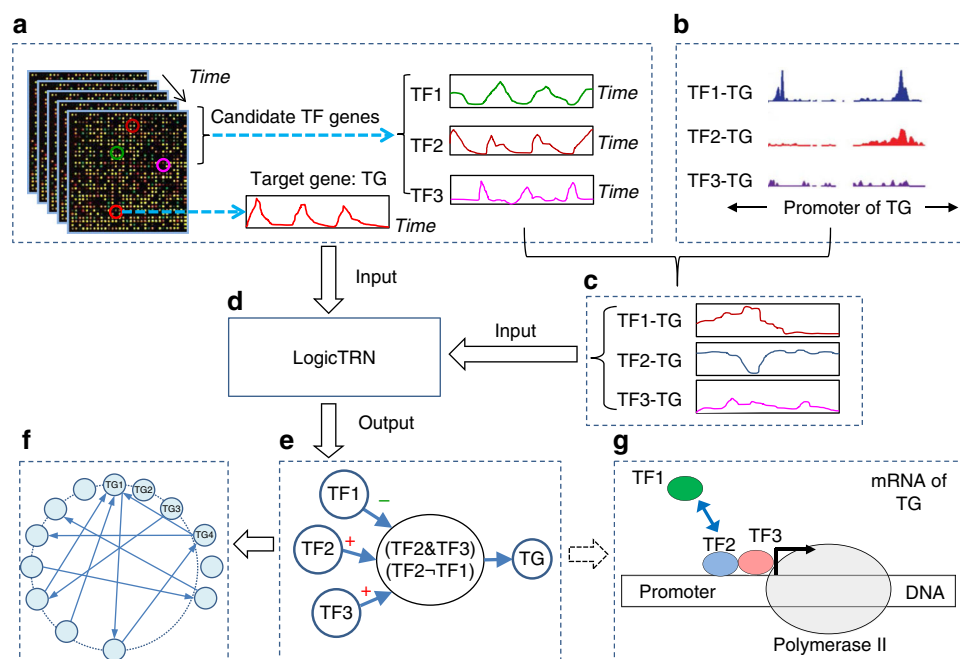 a
Time
Candidate TF genes
Target gene: TG
Time
TF1
Time
TF2
Time
TF3
Time
b
TF1-TG
TF2-TG
TF3-TG
Promoter of TG
Input
c
TF1-TG
TF2-TG
TF3-TG
Input
d
LogicTRN
Output
f
TG1
TG2
TG3
TG4
e
TF1
−
TF2
+
TF3
+
(TF2&TF3)
(TF2¬TF1)
TG
g
TF1
mRNA of
TG
TF2
TF3
Promoter
DNA
Polymerase II